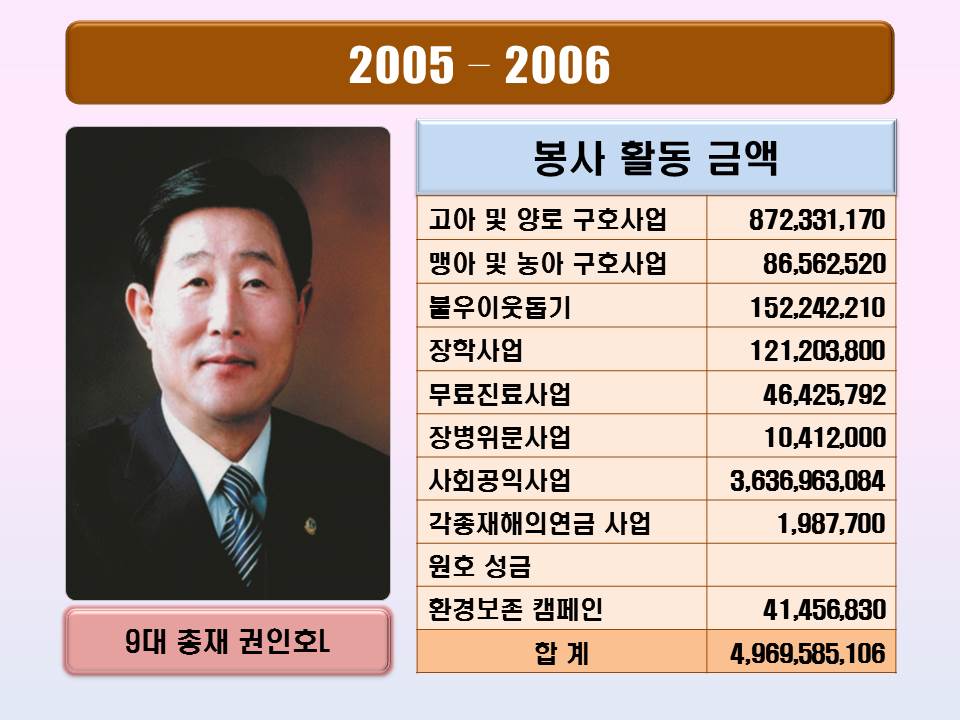 2005 – 2006
봉사 활동 금액
고아 및 양로 구호사업 872,331,170
맹아 및 농아 구호사업 86,562,520
불우이웃돕기 152,242,210
장학사업 121,203,800
무료진료사업 46,425,792
장병위문사업 10,412,000
사회공익사업 3,636,963,084
각종재해의연금 사업 1,987,700
원호 성금
환경보존 캠페인 41,456,830
합 계 4,969,585,106
9대 총재 권인호L